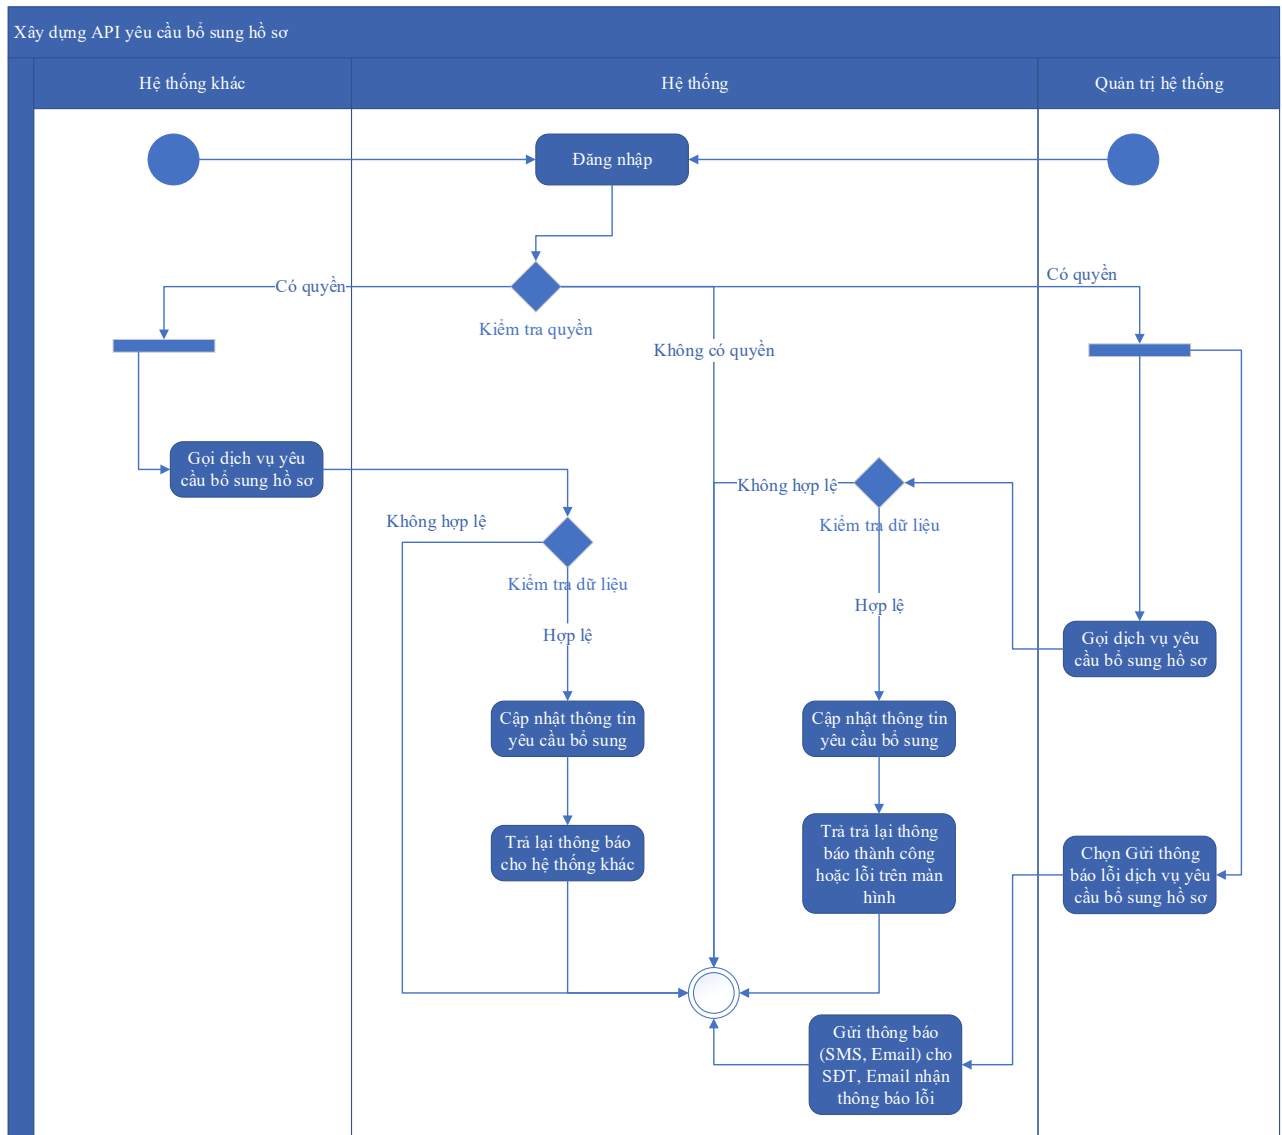 Xây dựng API yêu cầu bổ sung hồ sơ
Hệ thống khác
Hệ thống
Quản trị hệ thống
Đăng nhập
Có quyền
Có quyền
Kiểm tra quyền
Không có quyền
Gọi dịch vụ yêu
cầu bổ sung hồ sơ
Không hợp lệ
Không hợp lệ
Kiểm tra dữ liệu
Kiểm tra dữ liệu
Hợp lệ
Hợp lệ
Gọi dịch vụ yêu
cầu bổ sung hồ sơ
Cập nhật thông tin
yêu cầu bổ sung
Cập nhật thông tin
yêu cầu bổ sung
Trả lại thông báo
cho hệ thống khác
Trả trả lại thông
báo thành công
hoặc lỗi trên màn
hình
Chọn Gửi thông
báo lỗi dịch vụ yêu
cầu bổ sung hồ sơ
Gửi thông báo
(SMS, Email) cho
SĐT, Email nhận
thông báo lỗi